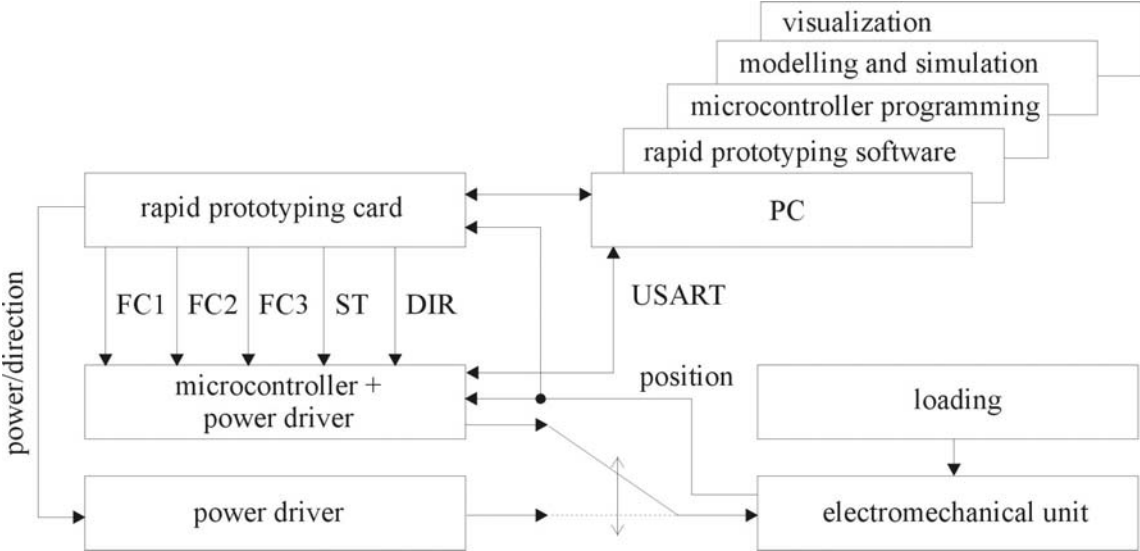 visualization
modelling and simulation
microcontroller programming
rapid prototyping software
rapid prototyping card
PC
power/direction
FC1
FC2
FC3
ST
DIR
USART
microcontroller +
power driver
position
loading
power driver
electromechanical unit